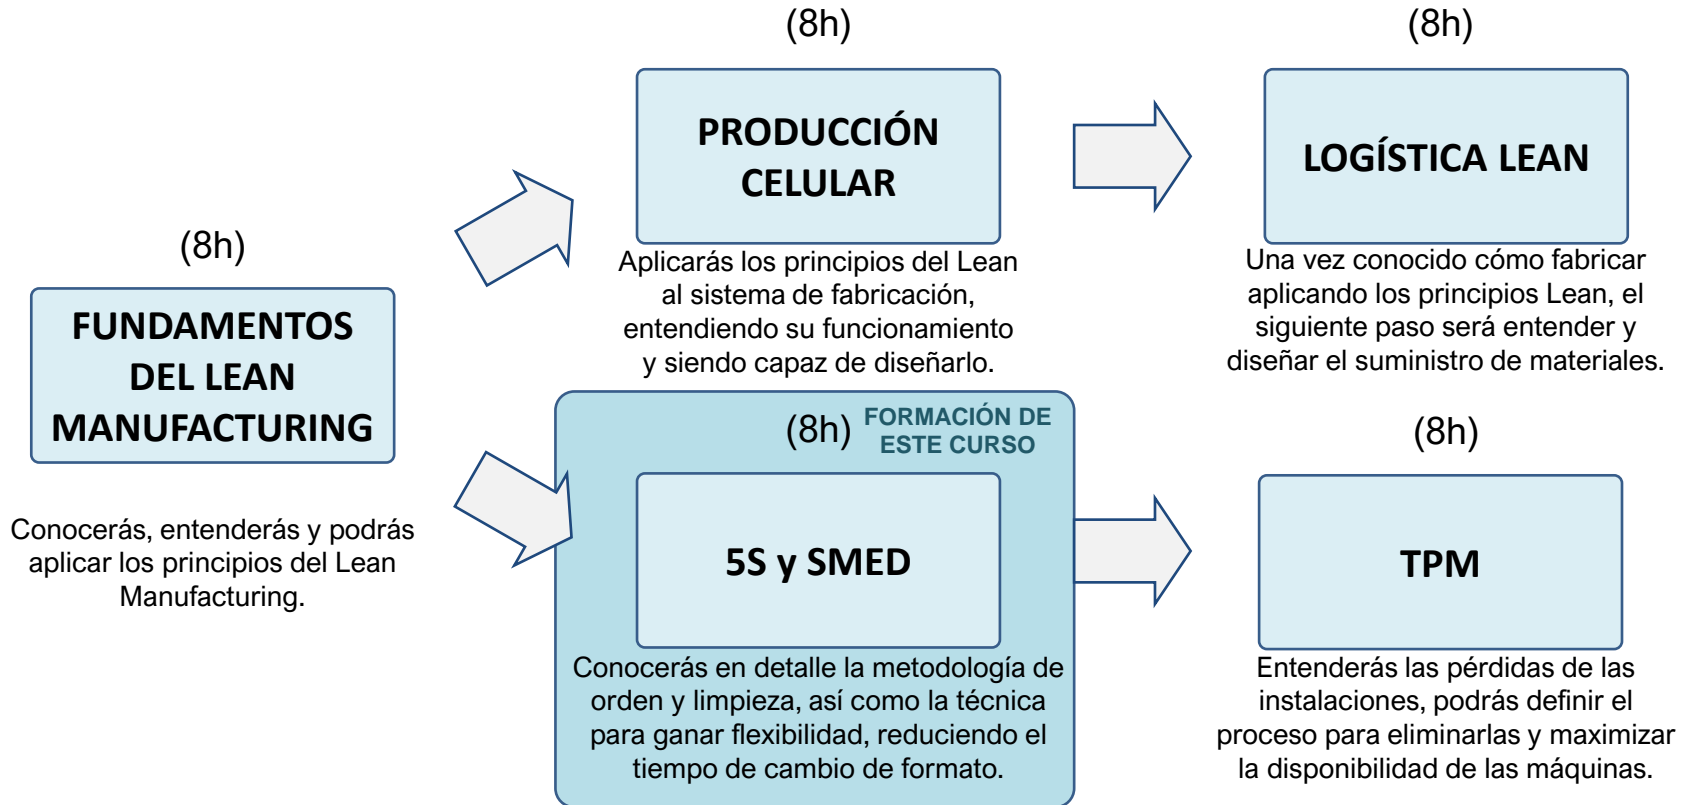 (8h)
FUNDAMENTOS
DEL LEAN
MANUFACTURING
Conocerás, entenderás y podrás
aplicar los principios del Lean
Manufacturing.
(8h)
PRODUCCIÓN
CELULAR
Aplicarás los principios del Lean
al sistema de fabricación,
entendiendo su funcionamiento
y siendo capaz de diseñarlo.
(8h)
LOGÍSTICA LEAN
Una vez conocido cómo fabricar
aplicando los principios Lean, el
siguiente paso será entender y
diseñar el suministro de materiales.
(8h)
FORMACIÓN DE
ESTE CURSO
5S y SMED
Conocerás en detalle la metodología de
orden y limpieza, así como la técnica
para ganar flexibilidad, reduciendo el
tiempo de cambio de formato.
(8h)
TPM
Entenderás las pérdidas de las
instalaciones, podrás definir el
proceso para eliminarlas y maximizar
la disponibilidad de las máquinas.